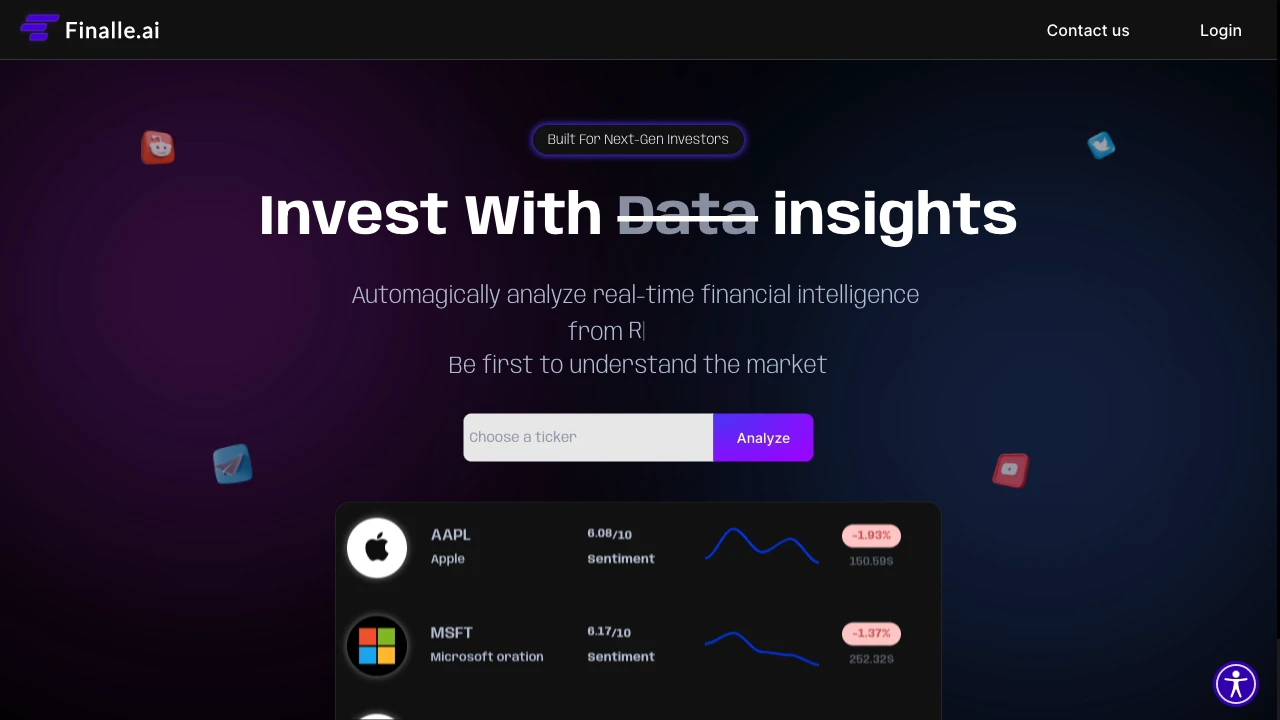 Finalle.ai
Contact us
Login
Built For Next-Gen Investors
Invest With Data insights
Automagically analyze real-time financial intelligence
from R|
Be first to understand the market
Choose a ticker
Analyze
AAPL
Apple
6.08/10
Sentiment
-1.93%
150.59$
MSFT
Microsoft oration
6.17/10
Sentiment
-1.37%
252.32$